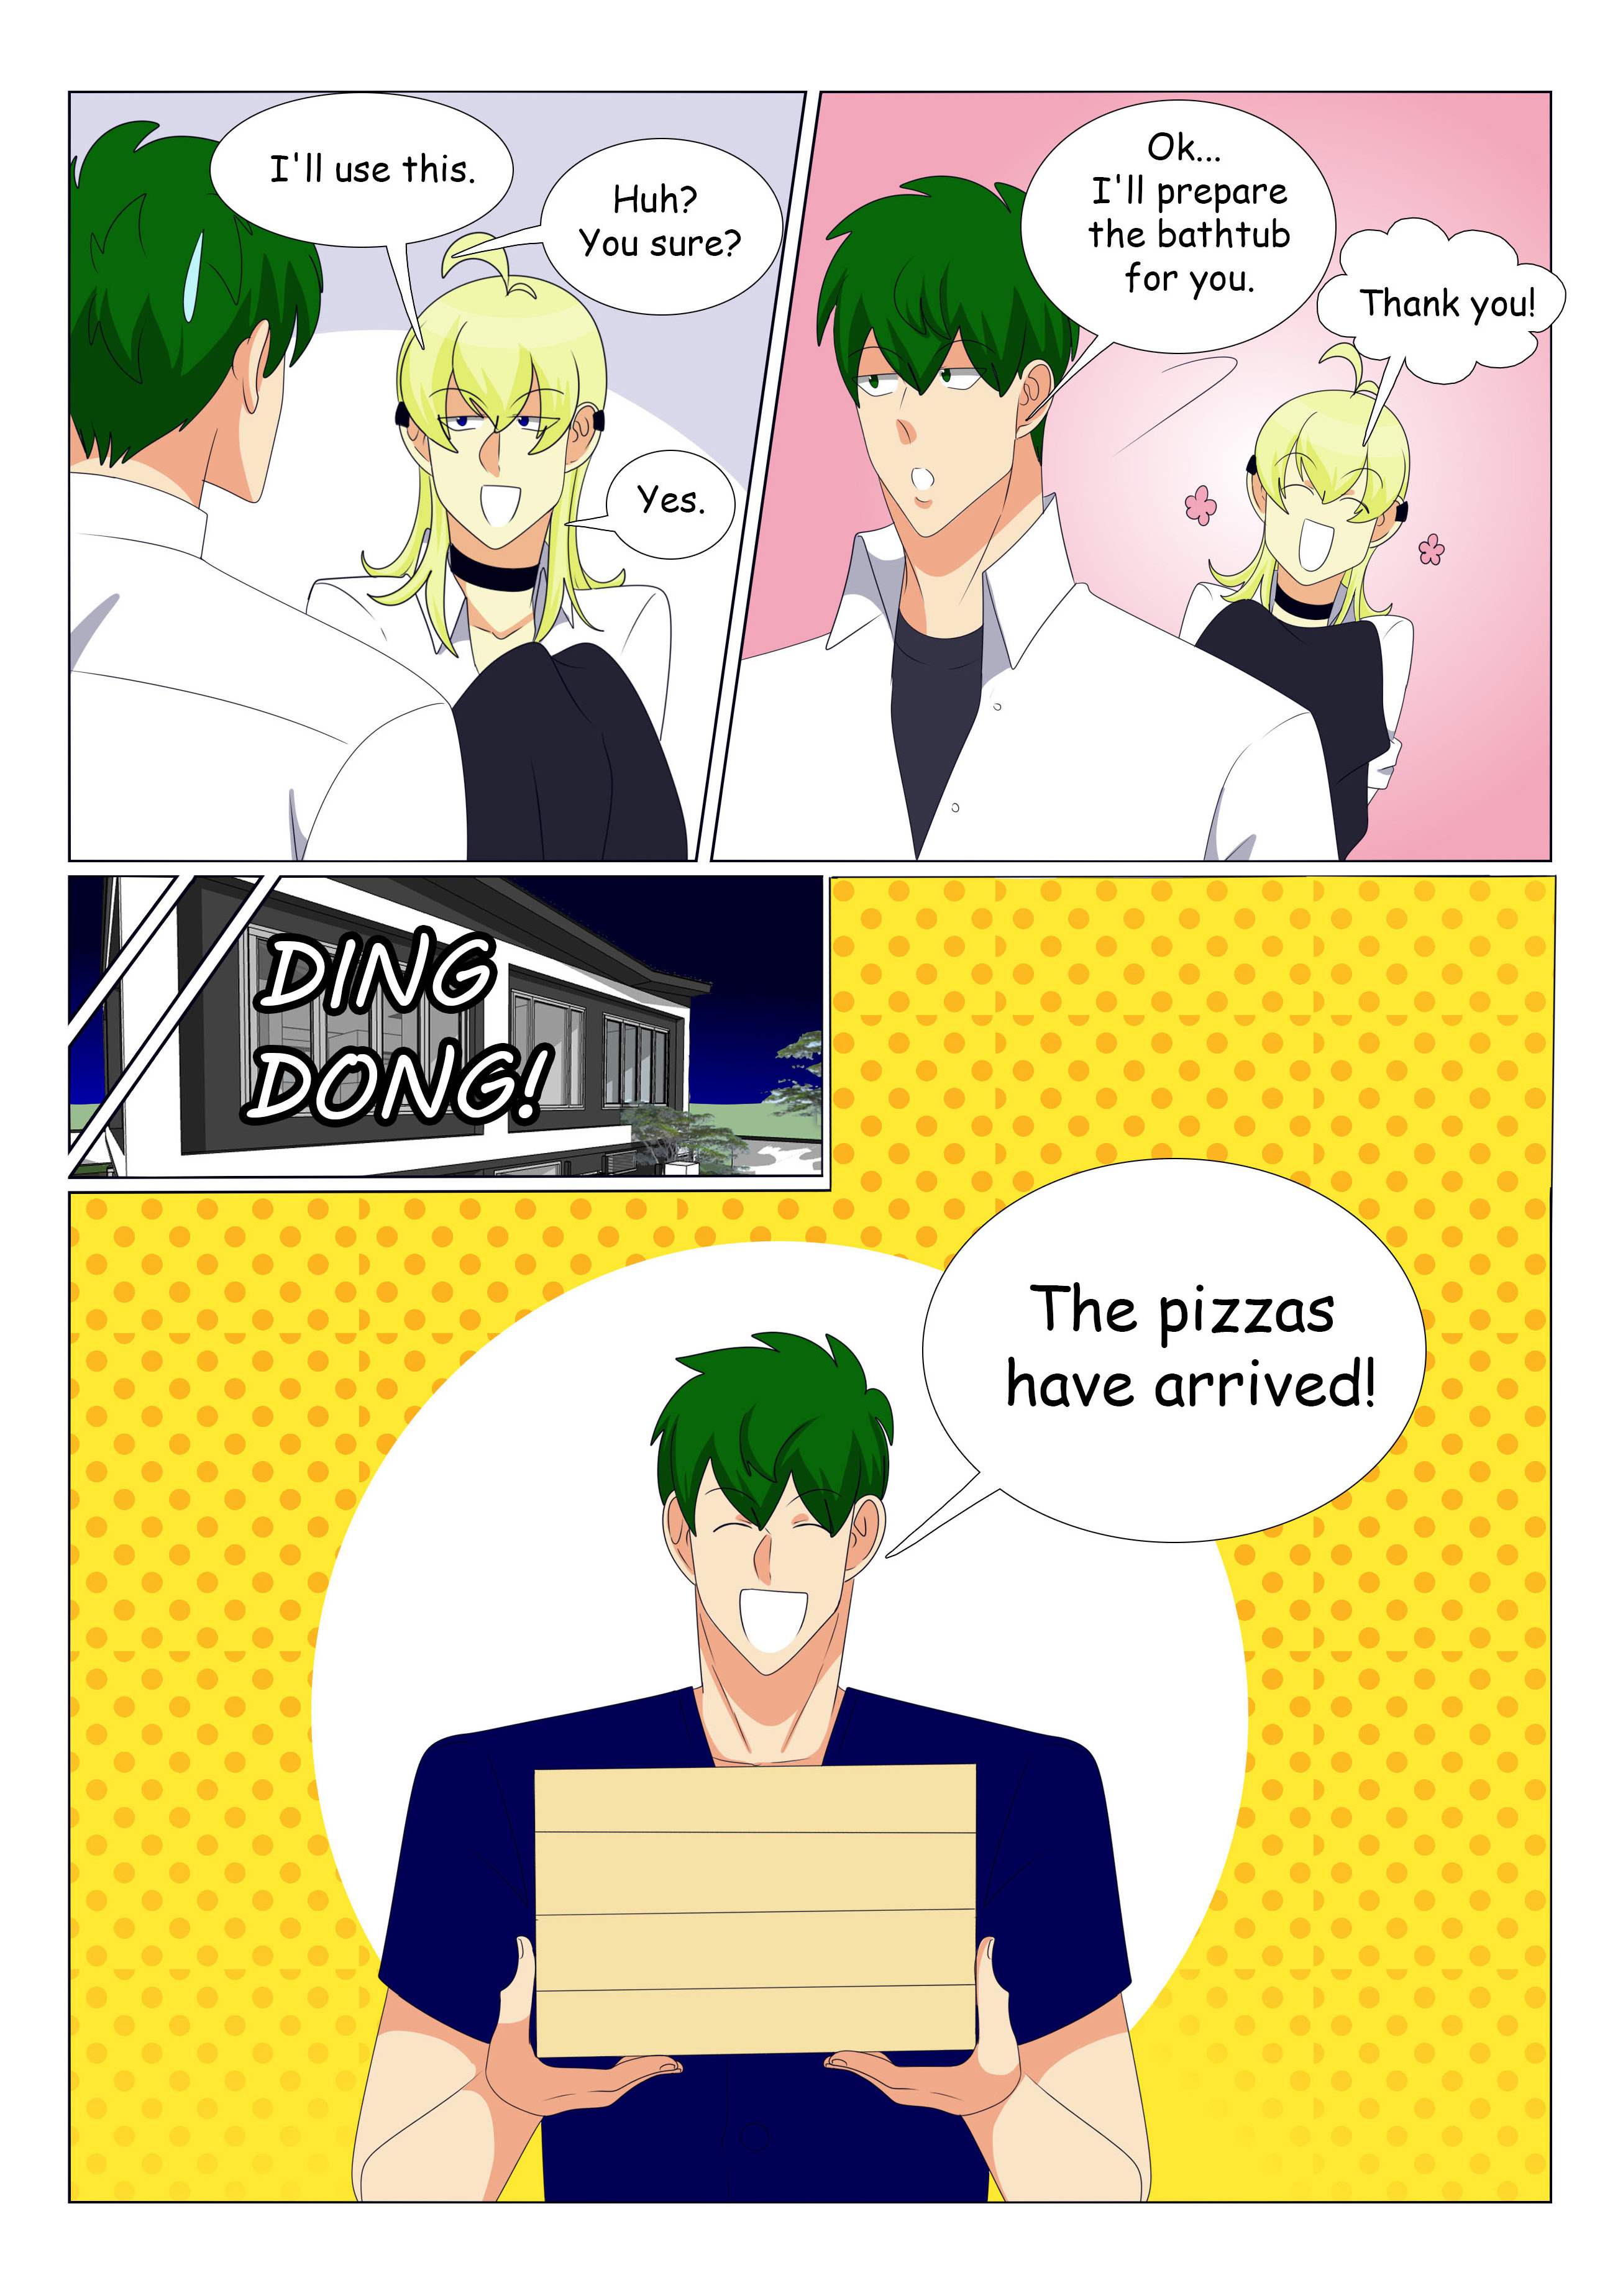 I'll use this.
Huh?
You sure?
Yes.
Ok...
I'll prepare
the bathtub
for you.
Thank you!
DING
DONG!
The pizzas
have arrived!